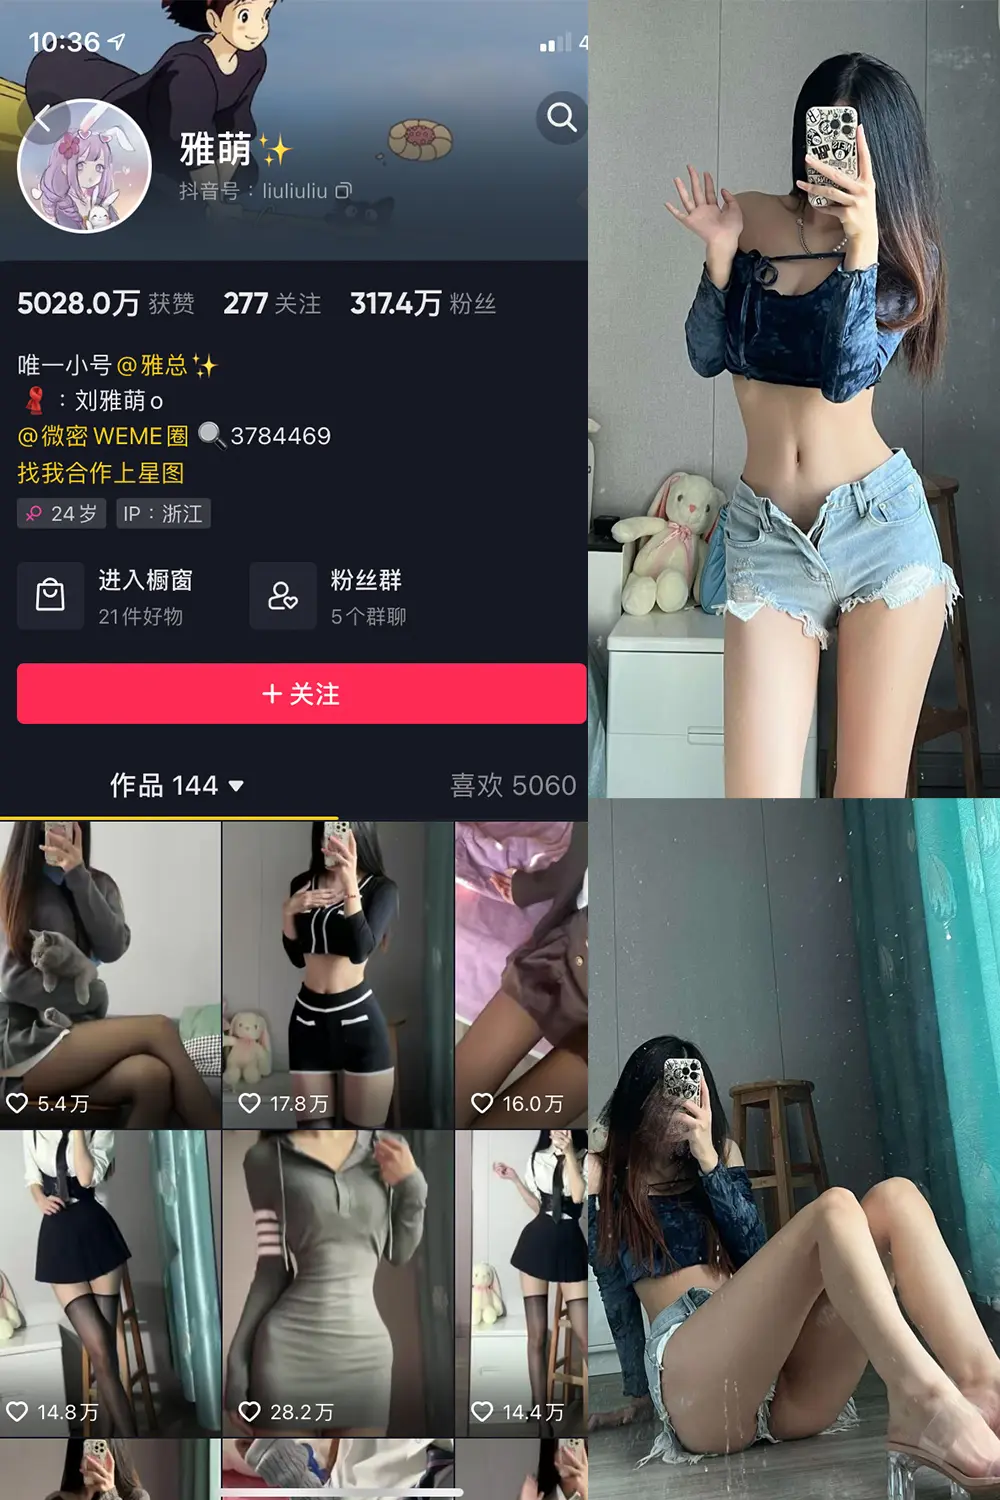 10:36
4
雅萌✨
抖音号：liuliuliu
5028.0万 获赞 277 关注 317.4万 粉丝
唯一小号@雅总✨
🧣：刘雅萌o
@微密WEME圈🔍3784469
找我合作上星图
♀ 24岁 IP：浙江
进入橱窗 粉丝群
21件好物 5个群聊
+ 关注
作品 144 ▼ 喜欢 5060
5.4万 17.8万 16.0万
14.8万 28.2万 14.4万